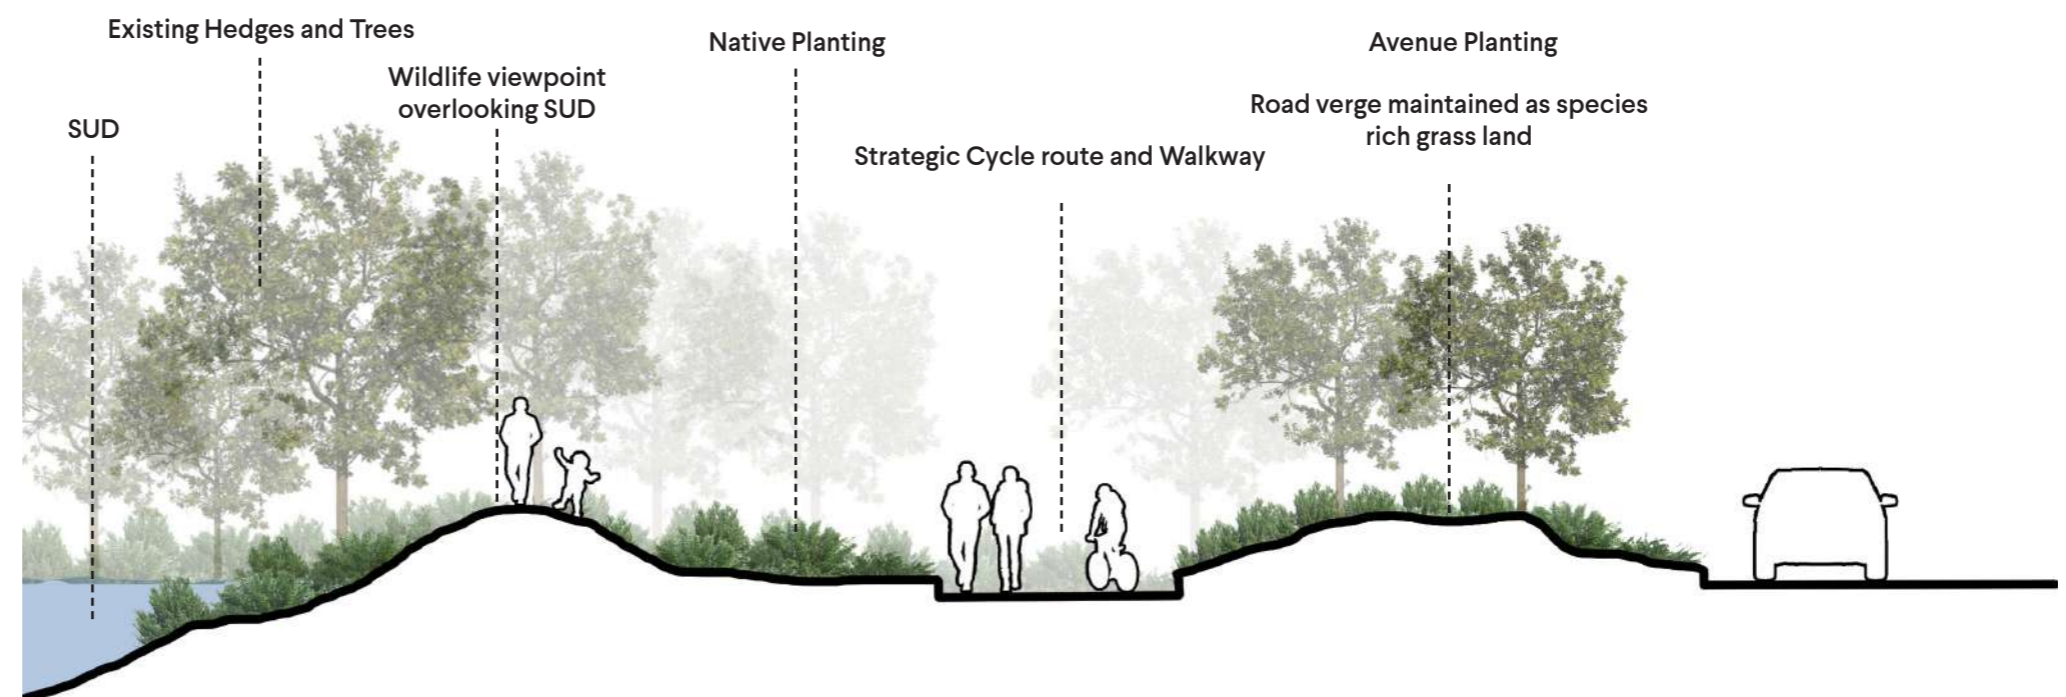 Existing Hedges and Trees
Wildlife viewpoint
overlooking SUD
SUD
Native Planting
Strategic Cycle route and Walkway
Avenue Planting
Road verge maintained as species
rich grass land